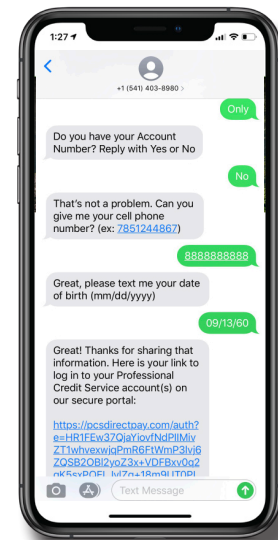 1:27
+1 (541) 403-8980 >
Only
Do you have your Account
Number? Reply with Yes or No
No
That's not a problem. Can you
give me your cell phone
number? (ex: 7851244867)
8888888888
Great, please text me your date
of birth (mm/dd/yyyy)
09/13/60
Great! Thanks for sharing that
information. Here is your link to
log in to your Professional
Credit Service account(s) on
our secure portal:
https://pcsdirectpay.com/auth?
e=HR1FEw37QjaYjovfNdPIIMiv
ZT1whvexwjqPmR6FtWmP3Ivj6
ZQSB2OBI2yoZ3x+VDFBxv0q2
Text Message